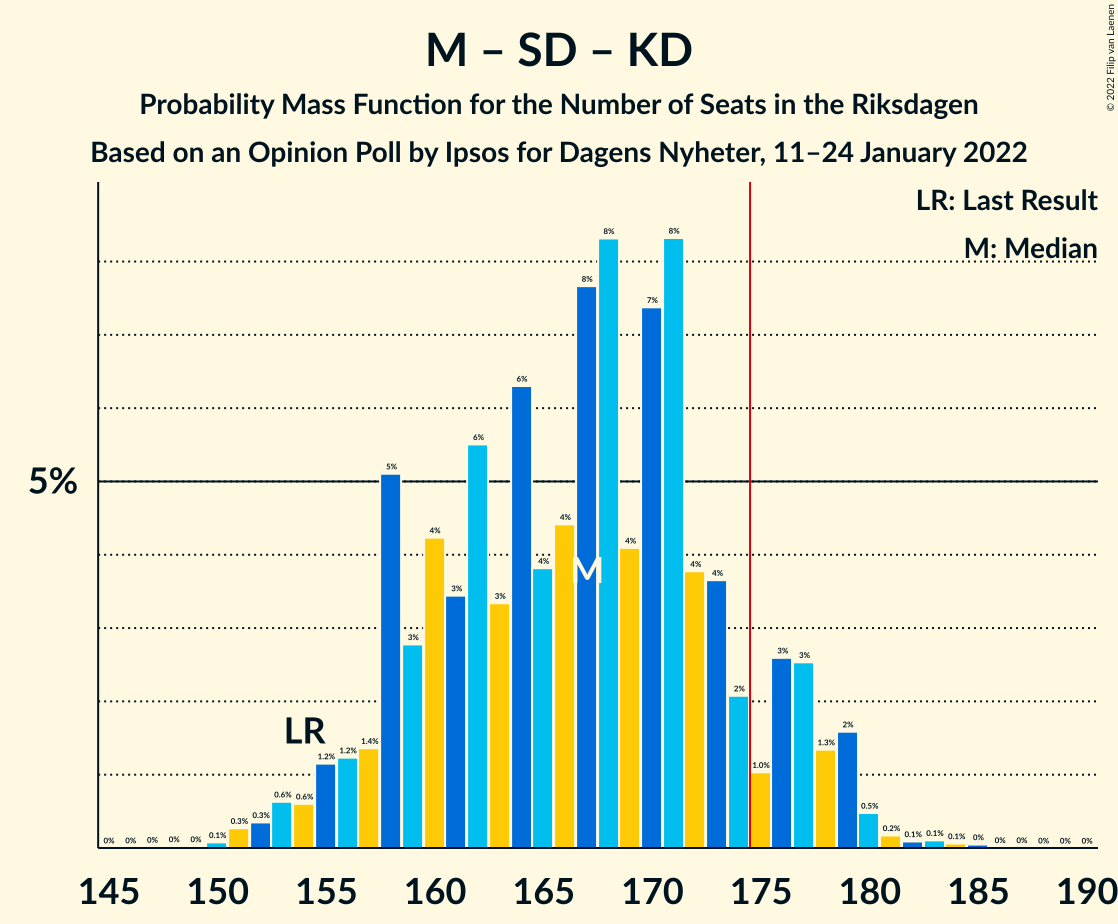 M – SD – KD
Probability Mass Function for the Number of Seats in the Riksdagen
Based on an Opinion Poll by Ipsos for Dagens Nyheter, 11–24 January 2022
© 2022 Filip van Laenen
LR: Last Result
M: Median
5%
0% 0% 0% 0% 0% 0.1% 0.3% 0.3% 0.6% 0.6% 1.2% 1.2% 1.4% 5% 3% 4% 3% 6% 3% 6% 4% 4% 8% 8% 4% 7% 8% 4% 4% 2% 1.0% 3% 3% 1.3% 2% 0.5% 0.2% 0.1% 0.1% 0.1% 0% 0% 0% 0% 0% 0%
LR
M
145 150 155 160 165 170 175 180 185 190